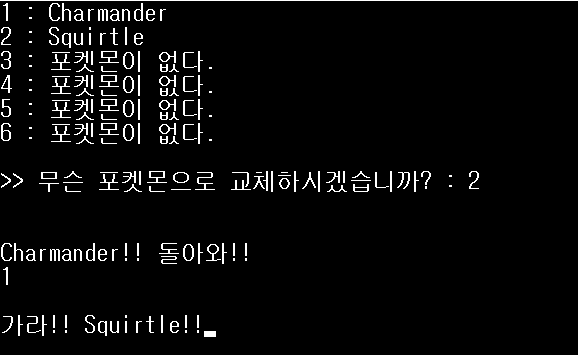 1 : Charmander
2 : Squirtle
3 : 포켓몬이 없다.
4 : 포켓몬이 없다.
5 : 포켓몬이 없다.
6 : 포켓몬이 없다.
>> 무슨 포켓몬으로 교체하시겠습니까? : 2
Charmander!! 돌아와!!
1
가라!! Squirtle!!